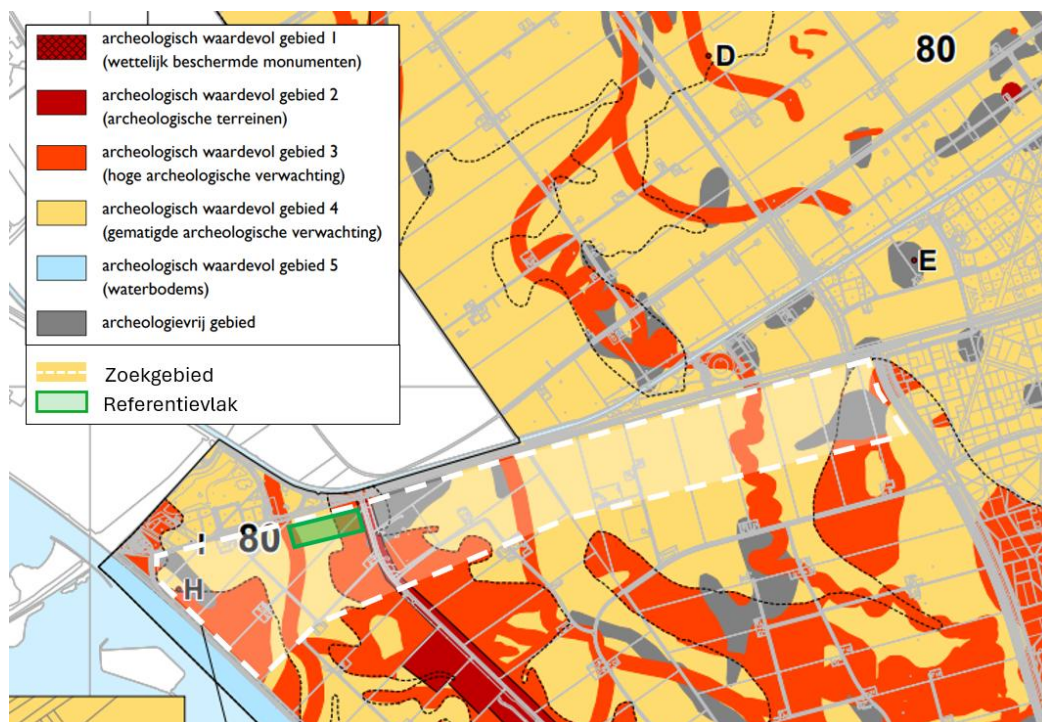 archeologisch waardevol gebied 1
(wettelijk beschermde monumenten)
archeologisch waardevol gebied 2
(archeologische terreinen)
archeologisch waardevol gebied 3
(hoge archeologische verwachting)
archeologisch waardevol gebied 4
(gematigde archeologische verwachting)
archeologisch waardevol gebied 5
(waterbodems)
archeologievrij gebied
Zoekgebied
Referentievlak
D
80
E
I
80
H